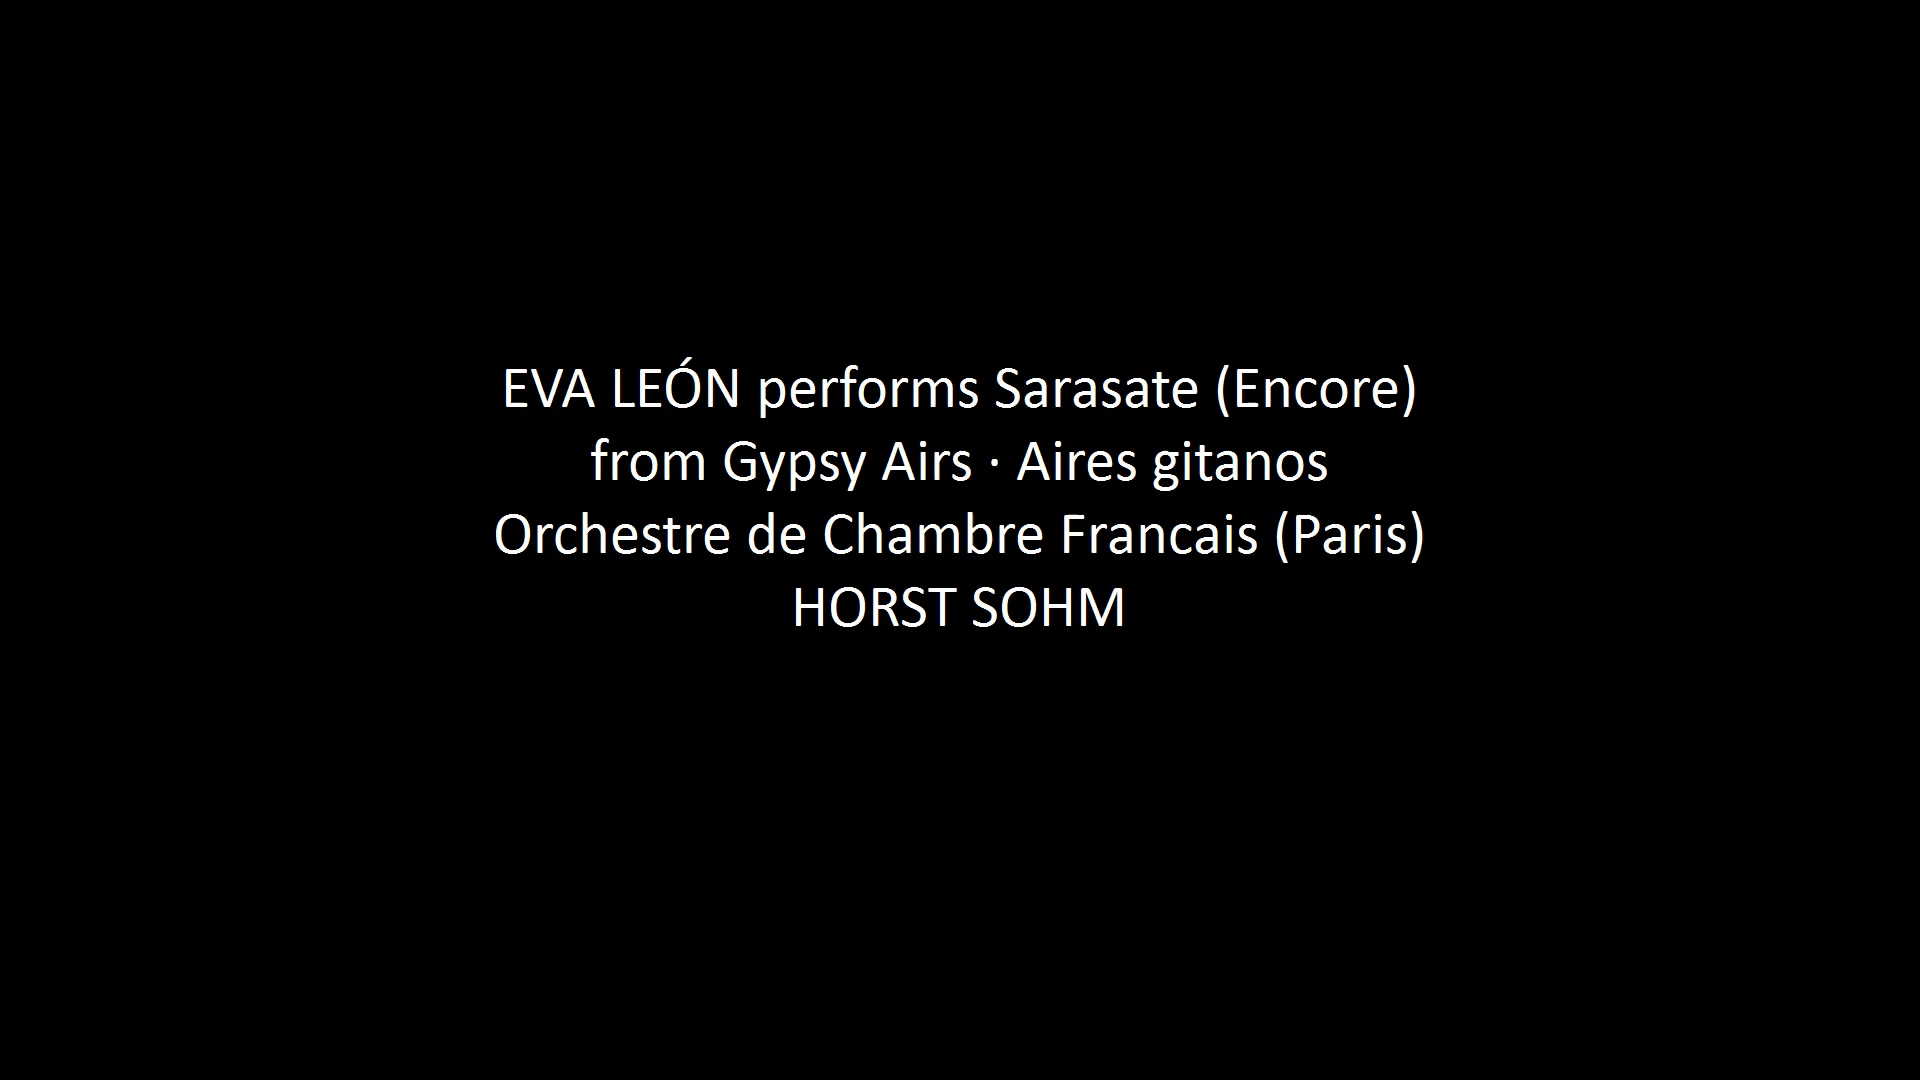 EVA LEÓN performs Sarasate (Encore)
from Gypsy Airs · Aires gitanos
Orchestre de Chambre Francais (Paris)
HORST SOHM